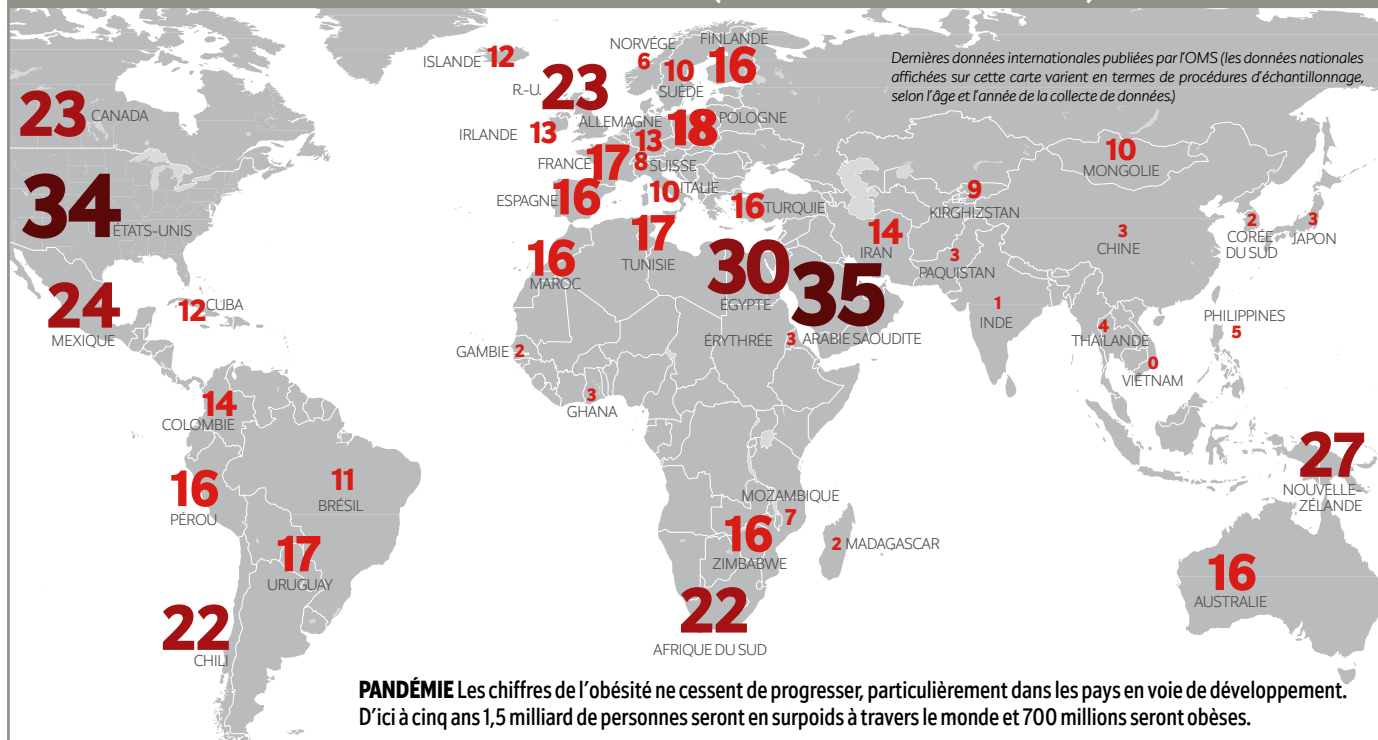 NORVÉGE
FINLANDE
ISLANDE 12
6
10
16
SUÈDE
Dernières données internationales publiées par l'OMS (les données nationales
affichées sur cette carte varient en termes de procédures d'échantillonnage,
selon l'âge et l'année de la collecte de données.)
23 CANADA
R.-U. 23
IRLANDE 13
ALLEMAGNE
13
18
POLOGNE
FRANCE 17
8 SUISSE
ESPAGNE 16
10 ITALIE
16 TURQUIE
34
ÉTATS-UNIS
10
MONGOLIE
9
KIRGHIZSTAN
14
IRAN
3
PAQUISTAN
3
CHINE
2
CORÉE
DU SUD
3
JAPON
17
TUNISIE
16
MAROC
30
EGYPTE
35
ARABIE SAOUDITE
24
MEXIQUE
12 CUBA
1
INDE
4
THAÏLANDE
0
VIÊTNAM
PHILIPPINES
5
GAMBIE 2
ÉRYTHRÉE 3
3
GHANA
14
COLOMBIE
16
PÉROU
11
BRÉSIL
17
URUGUAY
22
CHILI
MOZAMBIQUE
7
16
ZIMBABWE
2 MADAGASCAR
22
AFRIQUE DU SUD
27
NOUVELLE-
ZÉLANDE
16
AUSTRALIE
PANDÉMIE Les chiffres de l'obésité ne cessent de progresser, particulièrement dans les pays en voie de développement.
D'ici à cinq ans 1,5 milliard de personnes seront en surpoids à travers le monde et 700 millions seront obèses.